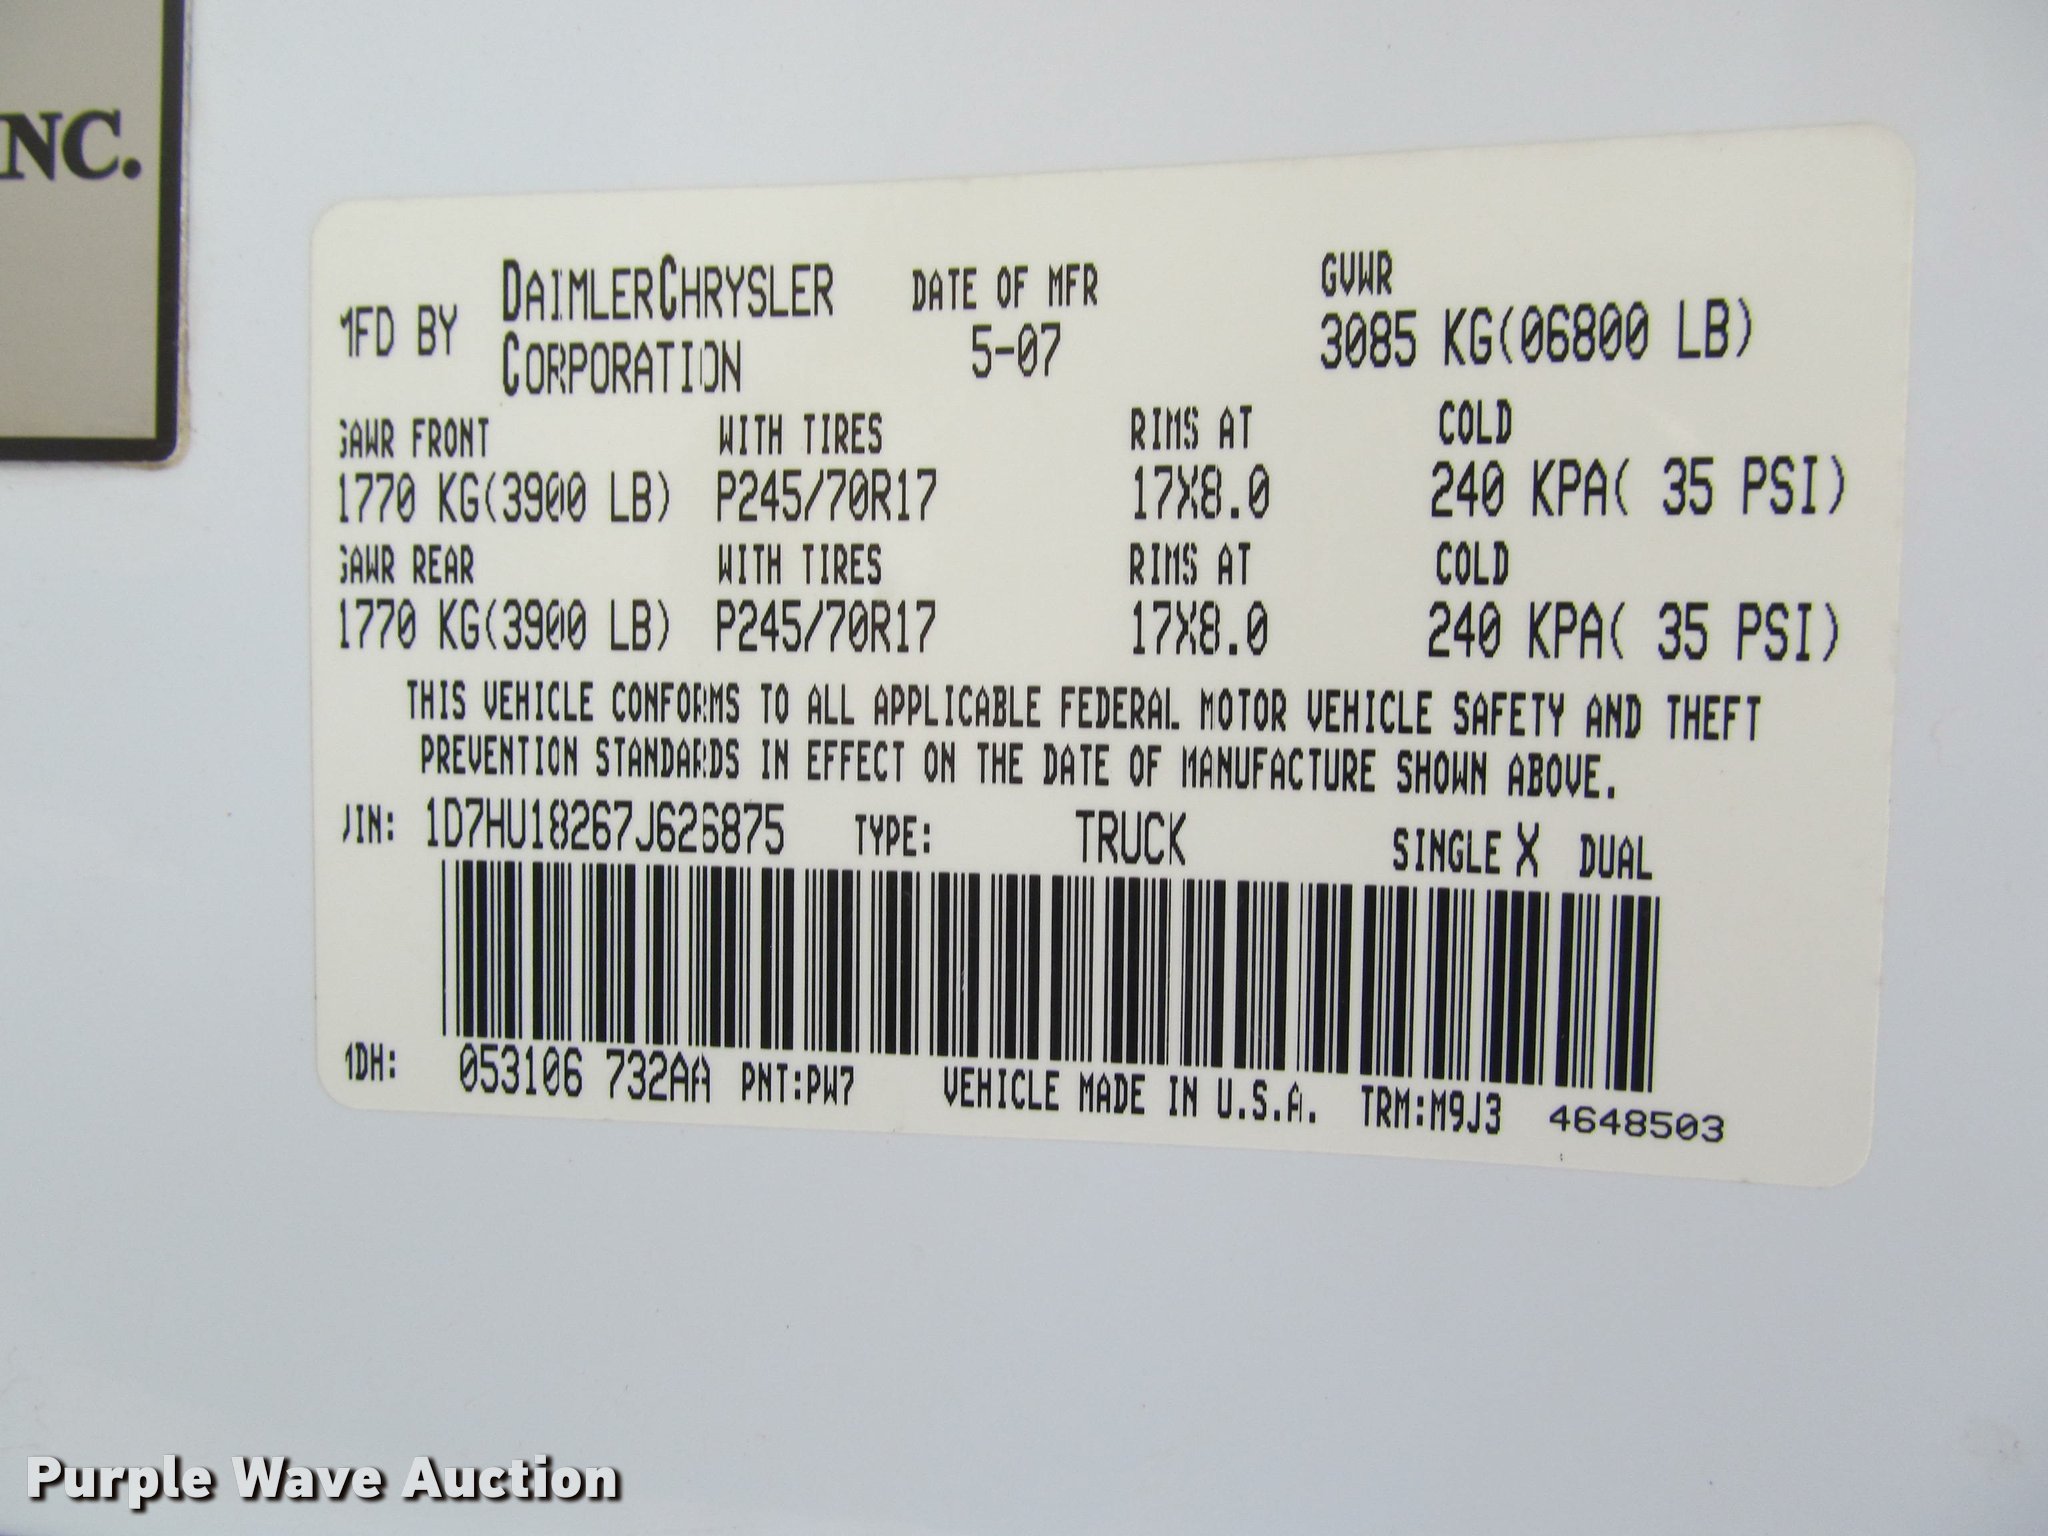 NC.
MFD BY DAIMLERCHRYSLER CORPORATION DATE OF MFR 5-07 GVWR 3085 KG(06800 LB)
GAWR FRONT WITH TIRES RIMS AT COLD
1770 KG(3900 LB) P245/70R17 17X8.0 240 KPA( 35 PSI)
GAWR REAR WITH TIRES RIMS AT COLD
1770 KG(3900 LB) P245/70R17 17X8.0 240 KPA( 35 PSI)
THIS VEHICLE CONFORMS TO ALL APPLICABLE FEDERAL MOTOR VEHICLE SAFETY AND THEFT
PREVENTION STANDARDS IN EFFECT ON THE DATE OF MANUFACTURE SHOWN ABOVE.
VIN: 1D7HU18267J626875 TYPE: TRUCK SINGLE X DUAL
MDH: 053106 732AA PNT:PW7 VEHICLE MADE IN U.S.A. TRM:M9J3 4648503
Purple Wave Auction